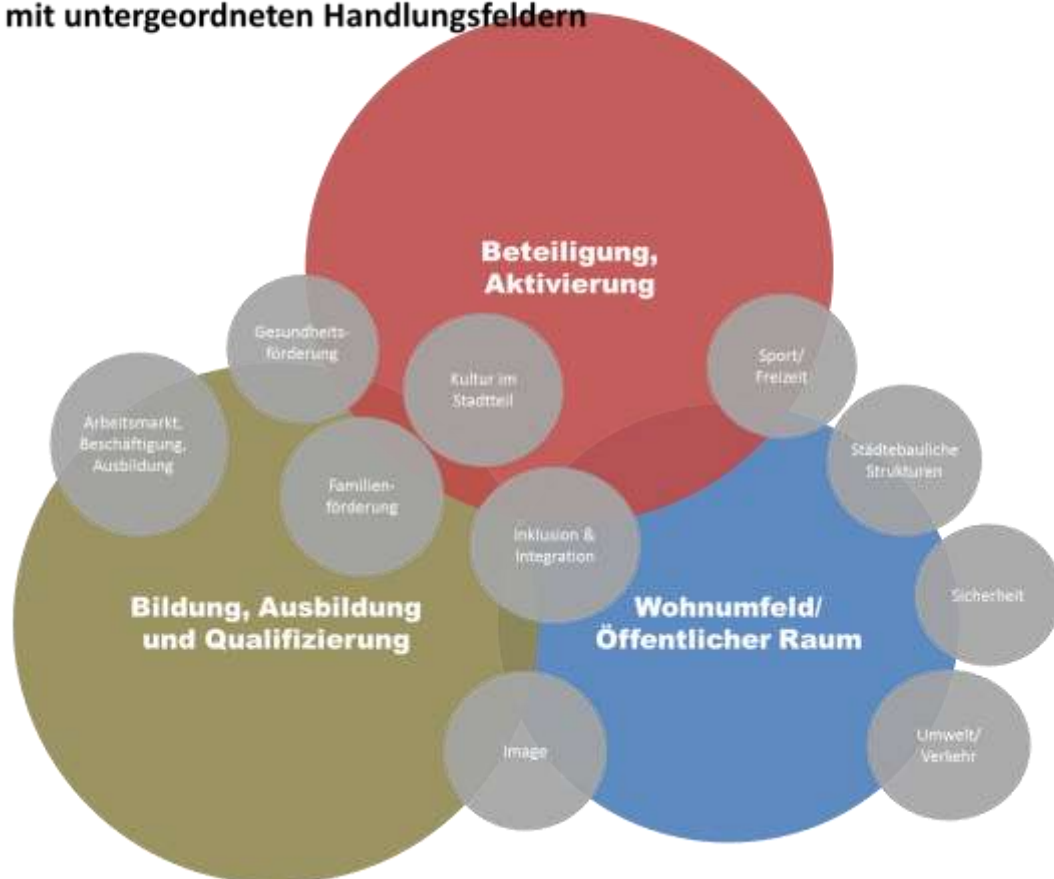 mit untergeordneten Handlungsfeldern
Beteiligung,
Aktivierung
Gesundheits-
förderung
Kultur im
Stadtteil
Sport/
Freizeit
Arbeitsmarkt,
Beschäftigung,
Ausbildung
Familien-
förderung
Städtebauliche
Strukturen
Inklusion &
Integration
Sicherheit
Bildung, Ausbildung
und Qualifizierung
Wohnumfeld/
Öffentlicher Raum
Image
Umwelt/
Verkehr